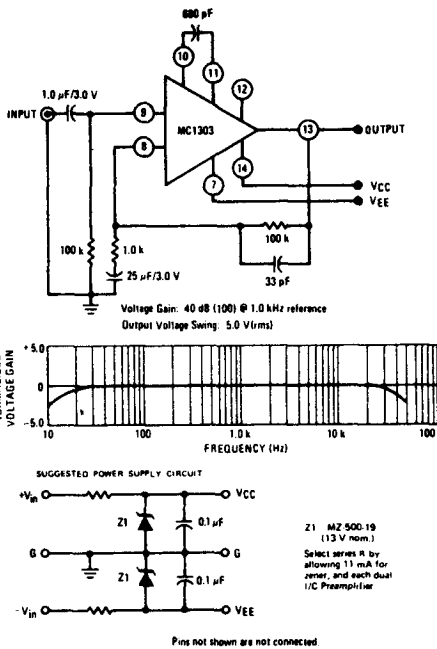 680 pF
10
11
1.0 µF/3.0 V
12
INPUT
9
13
OUTPUT
MC1303
8
14
7
VCC
VEE
100 k
1.0 k
100 k
25 µF/3.0 V
33 pF
Voltage Gain: 40 dB (100) @ 1.0 kHz reference
Output Voltage Swing: 5.0 V(rms)
VOLTAGE GAIN
+5.0
0
-5.0
10
100
1.0 k
10 k
100
FREQUENCY (Hz)
SUGGESTED POWER SUPPLY CIRCUIT
+Vin
VCC
Z1
0.1 µF
G
G
Z1
0.1 µF
-Vin
VEE
Z1 MZ-500-19
(13 V nom.)
Select series R by
allowing 11 mA for
zener, and each dual
I/C Preamplifier
Pins not shown are not connected.